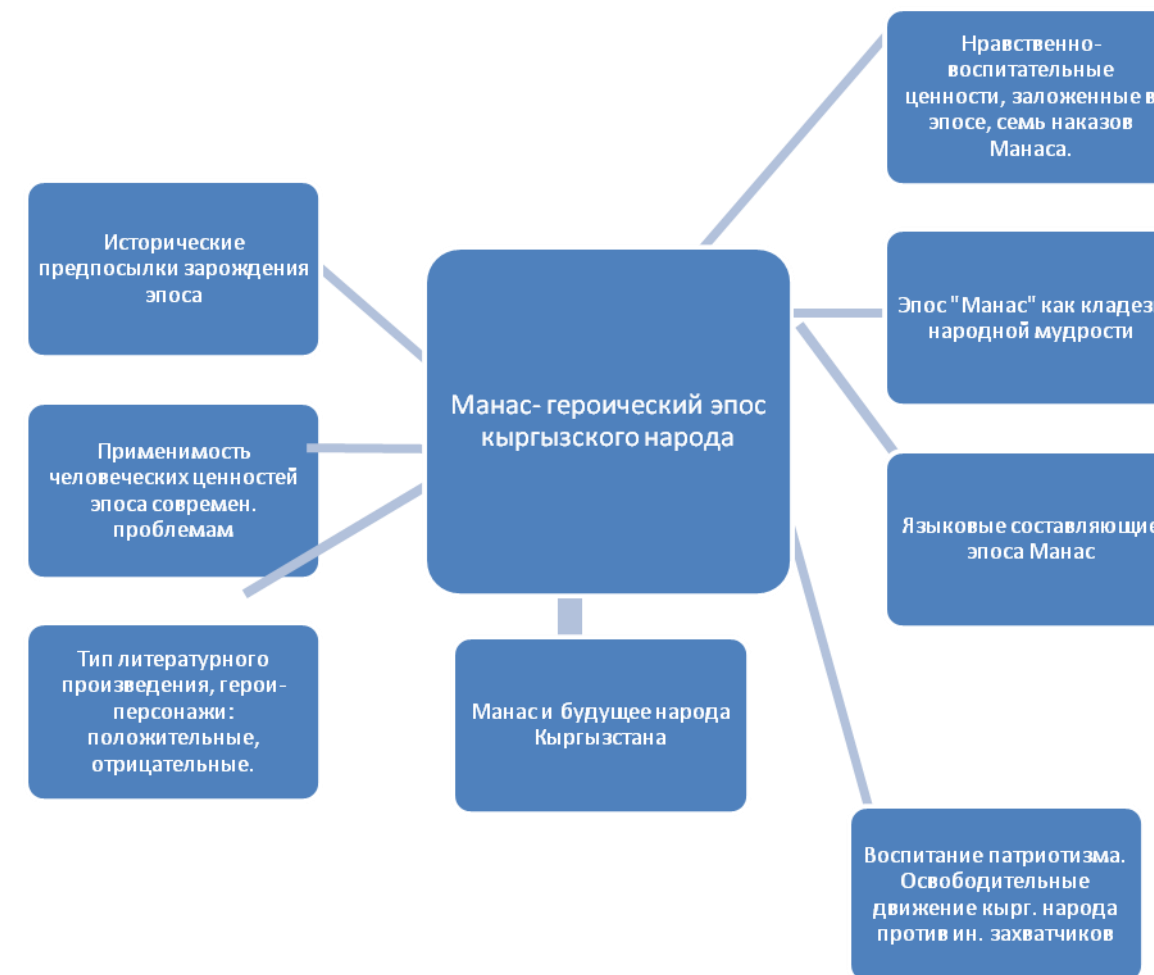 Нравственно-
воспитательные
ценности, заложенные в
эпосе, семь наказов
Манаса.
Исторические
предпосылки зарождения
эпоса
Эпос "Манас" как кладезь
народной мудрости
Манас- героический эпос
кыргызского народа
Применимость
человеческих ценностей
эпоса современ.
проблемам
Языковые составляющие
эпоса Манас
Тип литературного
произведения, герои-
персонажи:
положительные,
отрицательные.
Манас и будущее народа
Кыргызстана
Воспитание патриотизма.
Освободительные
движение кырг. народа
против ин. захватчиков